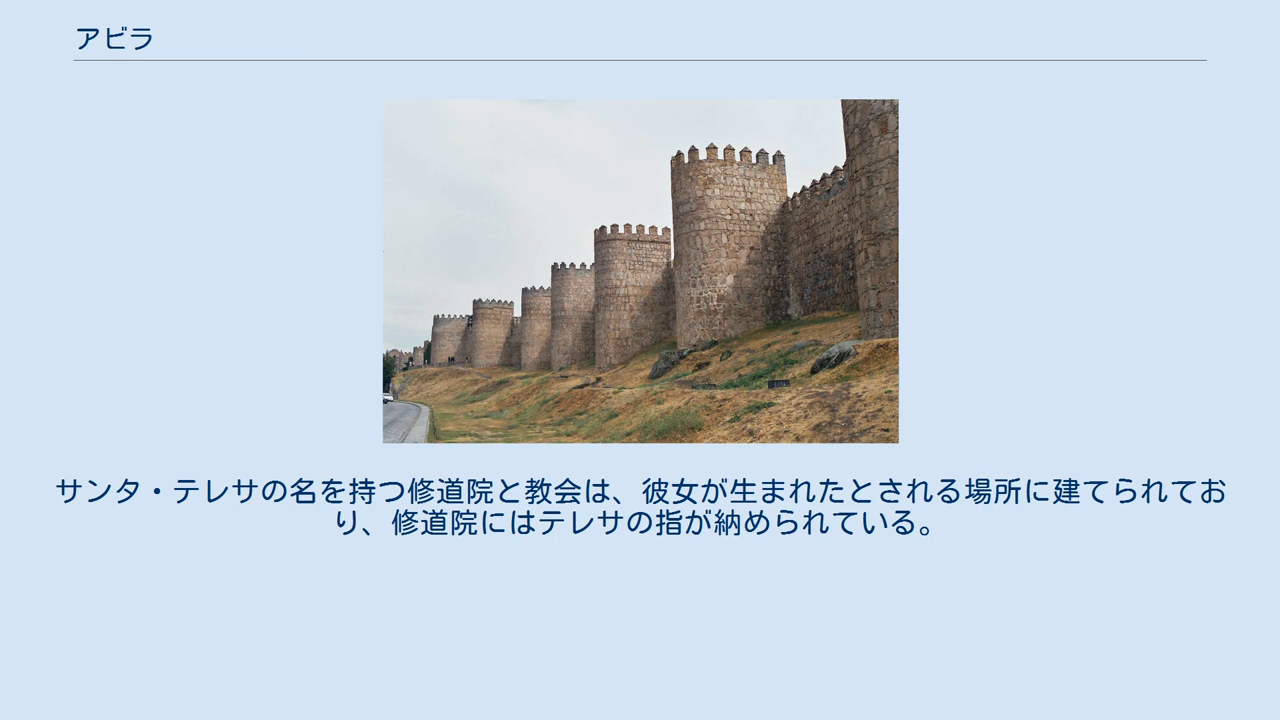 アビラ
サンタ・テレサの名を持つ修道院と教会は、彼女が生まれたとされる場所に建てられてお
り、修道院にはテレサの指が納められている。